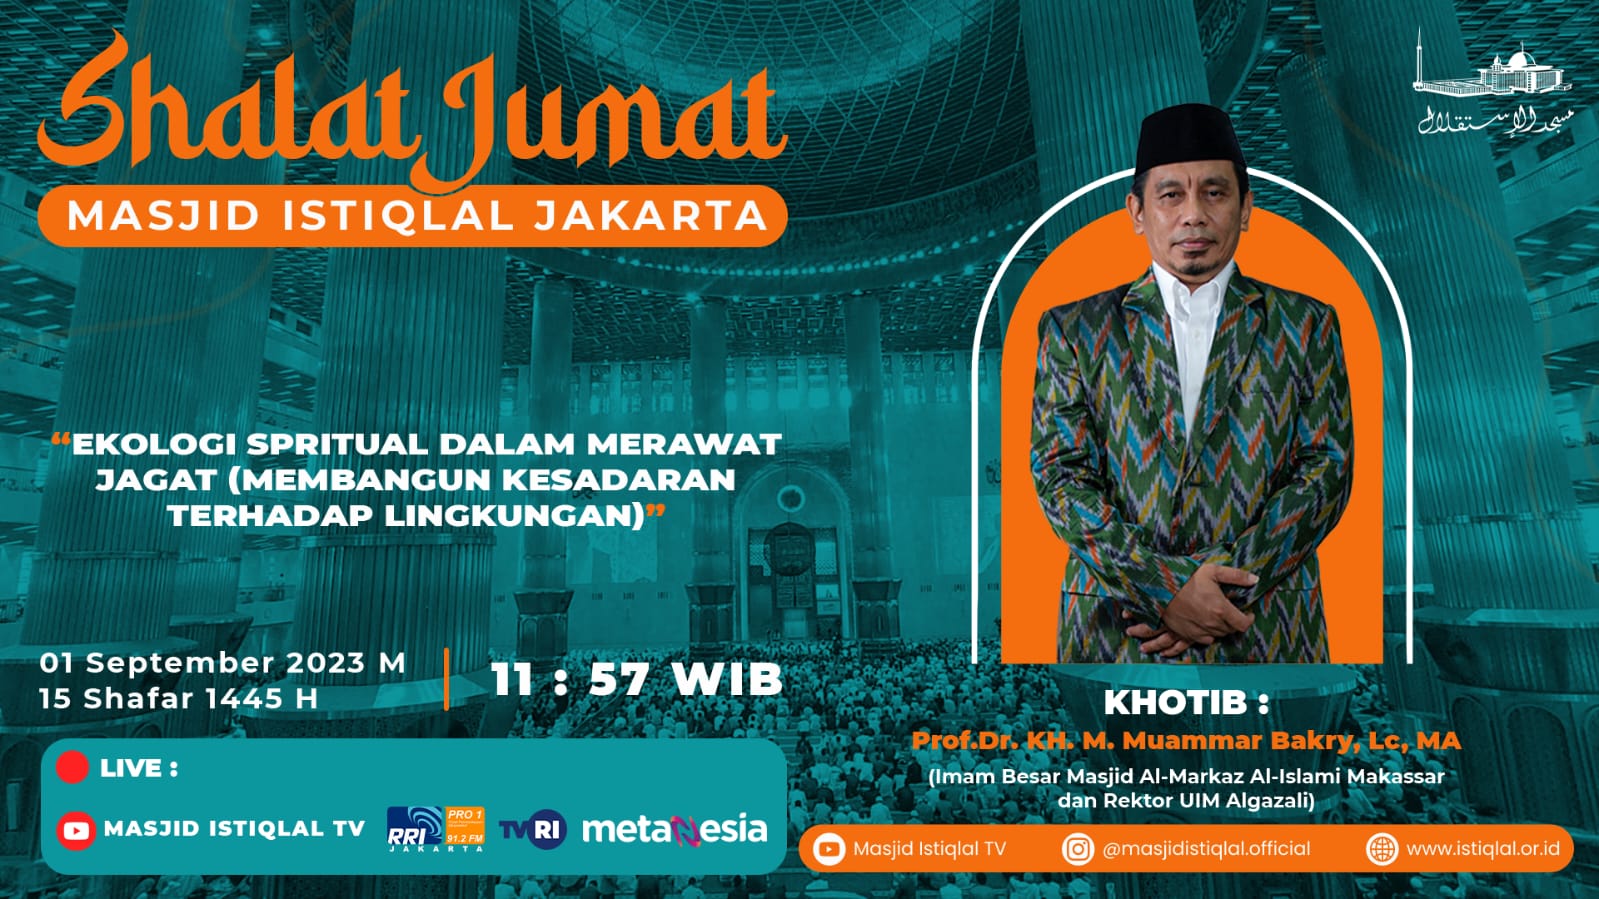 Shalat Jumat
MASJID ISTIQLAL JAKARTA
مسجد الإستقلال
“EKOLOGI SPRITUAL DALAM MERAWAT
JAGAT (MEMBANGUN KESADARAN
TERHADAP LINGKUNGAN)”
01 September 2023 M
15 Shafar 1445 H
11 : 57 WIB
LIVE :
MASJID ISTIQLAL TV
RRI
JAKARTA
PRO 1
91.2 FM
TVRI
metaNesia
KHOTIB :
Prof.Dr. KH. M. Muammar Bakry, Lc, MA
(Imam Besar Masjid Al-Markaz Al-Islami Makassar
dan Rektor UIM Algazali)
Masjid Istiqlal TV
@masjidistiqlal.official
www.istiqlal.or.id